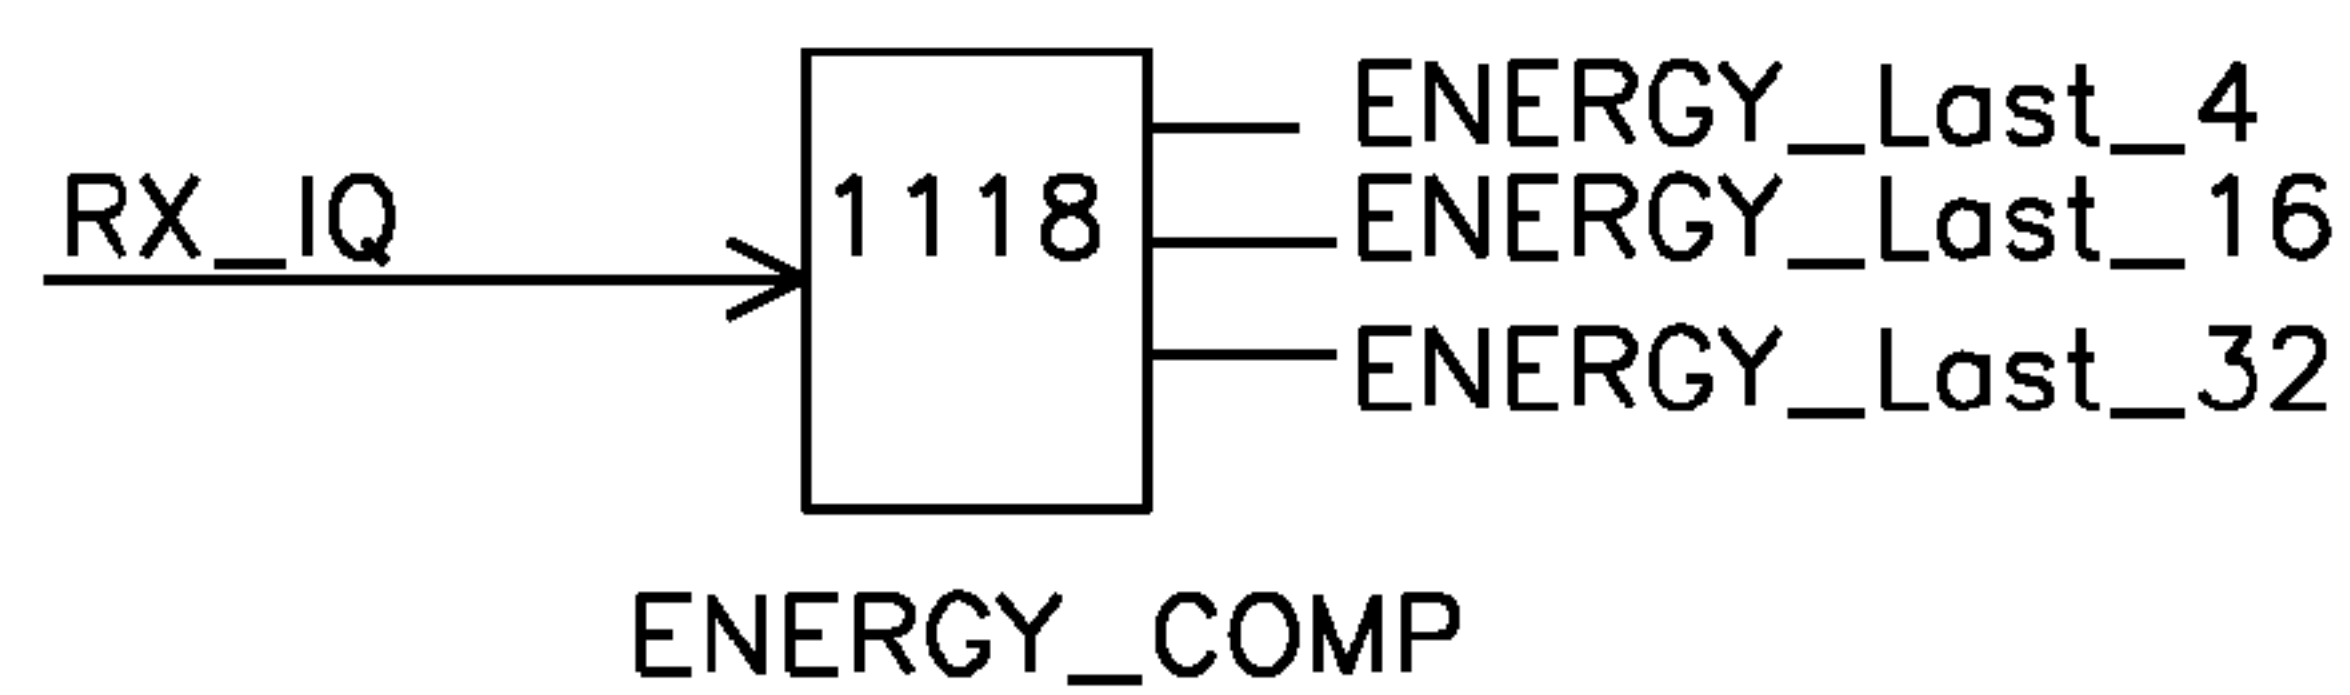 RX_IQ
1118
ENERGY_Last_4
ENERGY_Last_16
ENERGY_Last_32
ENERGY_COMP